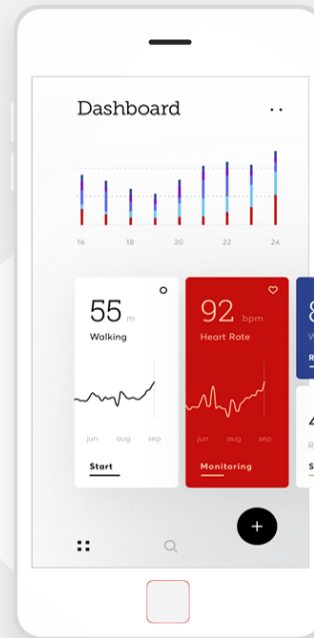 Dashboard
16 18 20 22 24
55 m
Walking
jun aug sep
Start
92 bpm
Heart Rate
jun aug sep
Monitoring